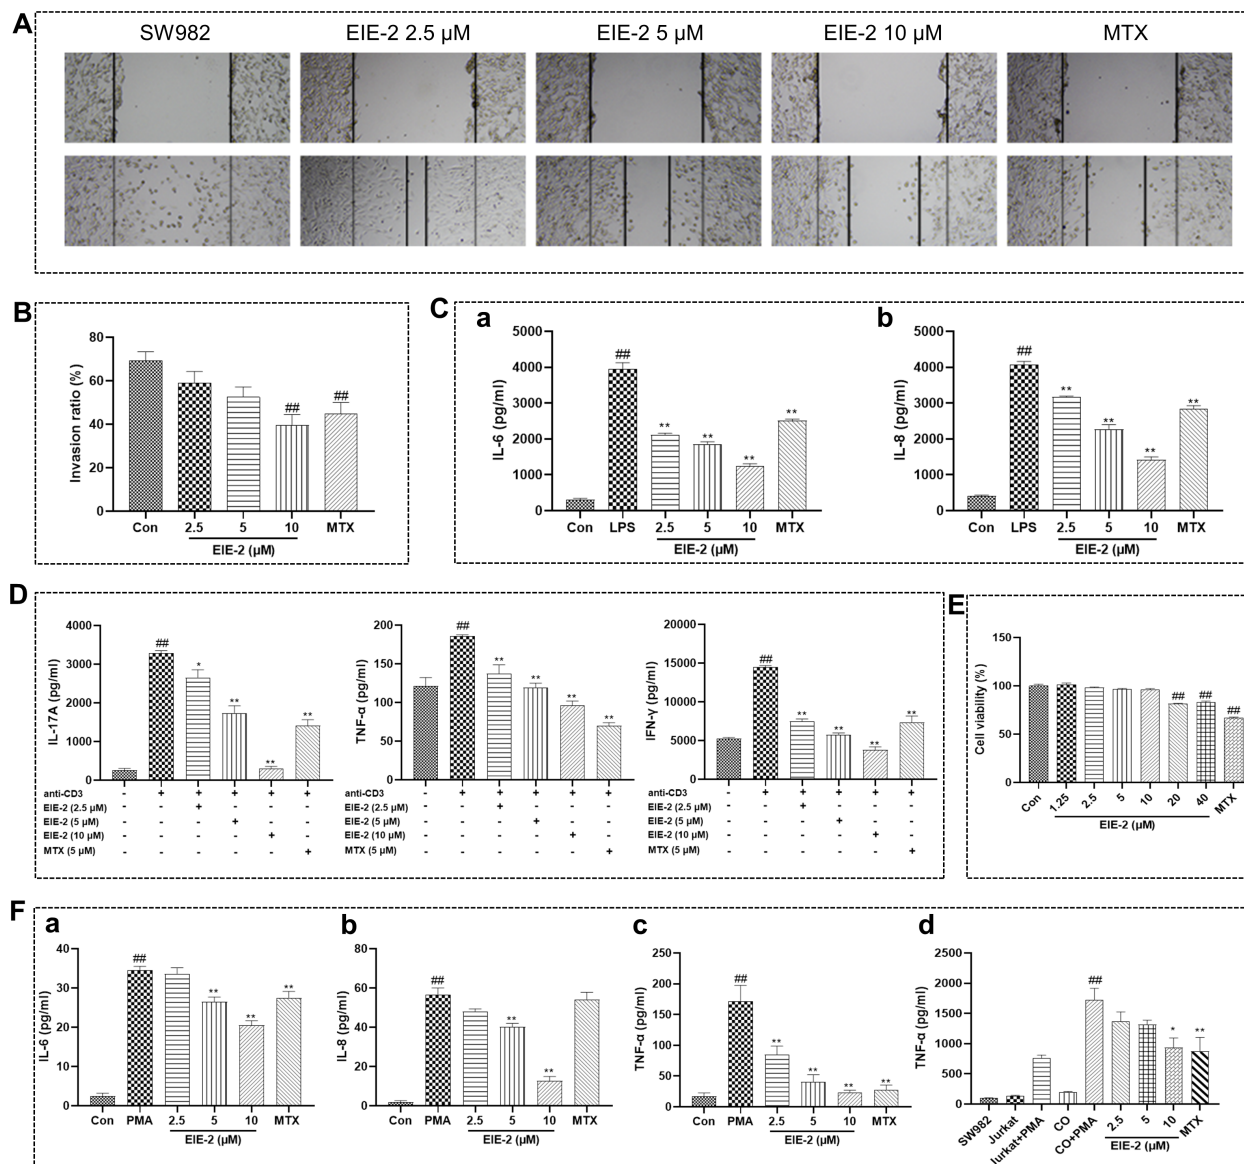 A
SW982 EIE-2 2.5 µM EIE-2 5 µM EIE-2 10 µM MTX
B
Invasion ratio (%)
80
60
40
20
0
## ##
Con 2.5 5 10 MTX
EIE-2 (µM)
C
a
IL-6 (pg/ml)
5000
4000
3000
2000
1000
0
## ** ** ** **
Con LPS 2.5 5 10 MTX
EIE-2 (µM)
b
IL-8 (pg/ml)
5000
4000
3000
2000
1000
0
## ** ** ** **
Con LPS 2.5 5 10 MTX
EIE-2 (µM)
D
IL-17A (pg/ml)
4000
3000
2000
1000
0
## * ** ** **
anti-CD3 - + + + + +
EIE-2 (2.5 µM) - - + - - -
EIE-2 (5 µM) - - - + - -
EIE-2 (10 µM) - - - - + -
MTX (5 µM) - - - - - +
TNF-α (pg/ml)
200
150
100
50
0
## ** ** ** **
anti-CD3 - + + + + +
EIE-2 (2.5 µM) - - + - - -
EIE-2 (5 µM) - - - + - -
EIE-2 (10 µM) - - - - + -
MTX (5 µM) - - - - - +
IFN-γ (pg/ml)
20000
15000
10000
5000
0
## ** ** ** **
anti-CD3 - + + + + +
EIE-2 (2.5 µM) - - + - - -
EIE-2 (5 µM) - - - + - -
EIE-2 (10 µM) - - - - + -
MTX (5 µM) - - - - - +
E
Cell viability (%)
150
100
50
0
## ## ##
Con 1.25 2.5 5 10 20 40 MTX
EIE-2 (µM)
F
a
IL-6 (pg/ml)
40
30
20
10
0
## ** ** **
Con PMA 2.5 5 10 MTX
EIE-2 (µM)
b
IL-8 (pg/ml)
80
60
40
20
0
## ** **
Con PMA 2.5 5 10 MTX
EIE-2 (µM)
c
TNF-α (pg/ml)
250
200
150
100
50
0
## ** ** ** **
Con PMA 2.5 5 10 MTX
EIE-2 (µM)
d
TNF-α (pg/ml)
2500
2000
1500
1000
500
0
## * **
SW982 Jurkat Jurkat+PMA CO CO+PMA 2.5 5 10 MTX
EIE-2 (µM)